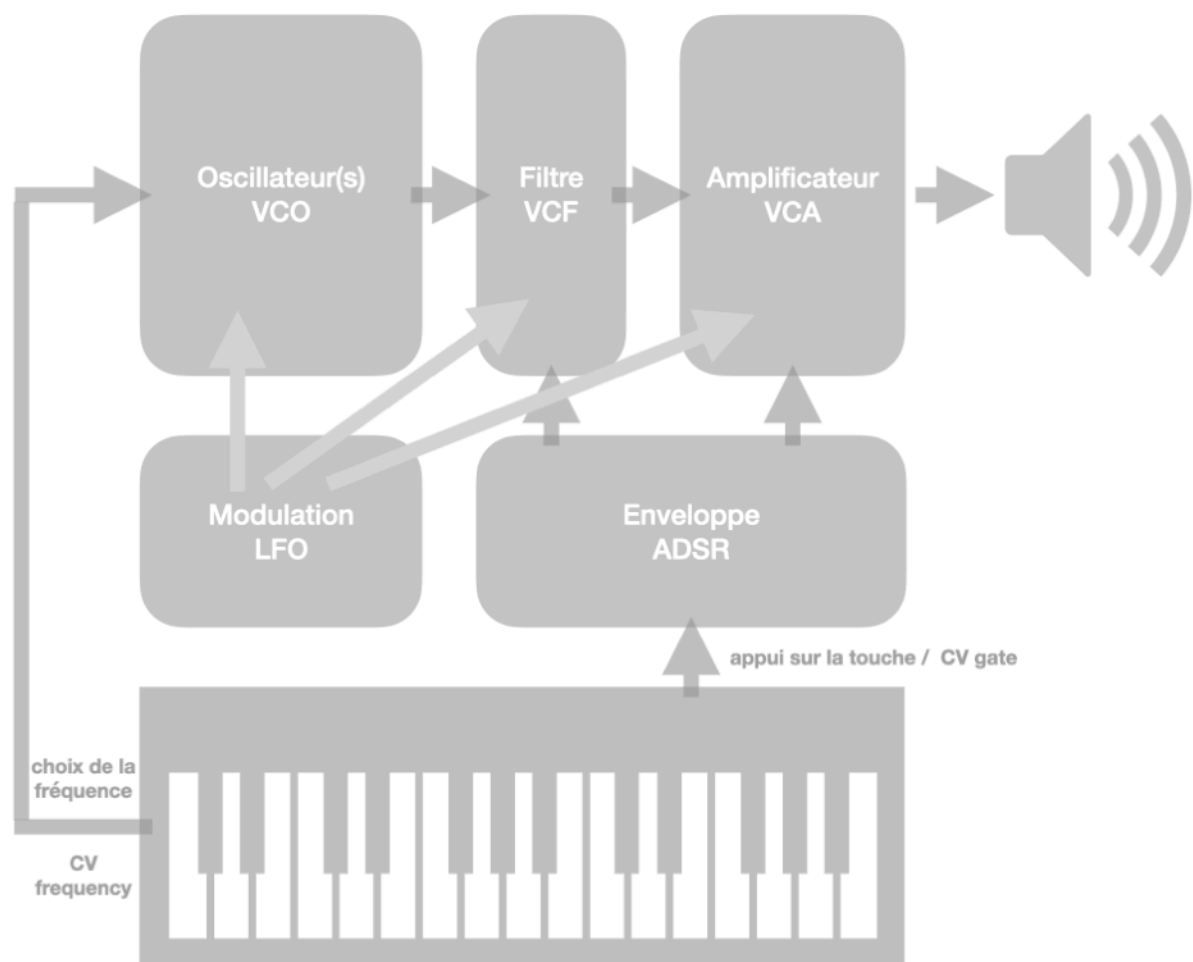 Oscillateur(s)
VCO
Filtre
VCF
Amplificateur
VCA
Modulation
LFO
Enveloppe
ADSR
appui sur la touche / CV gate
choix de la
fréquence
CV
frequency